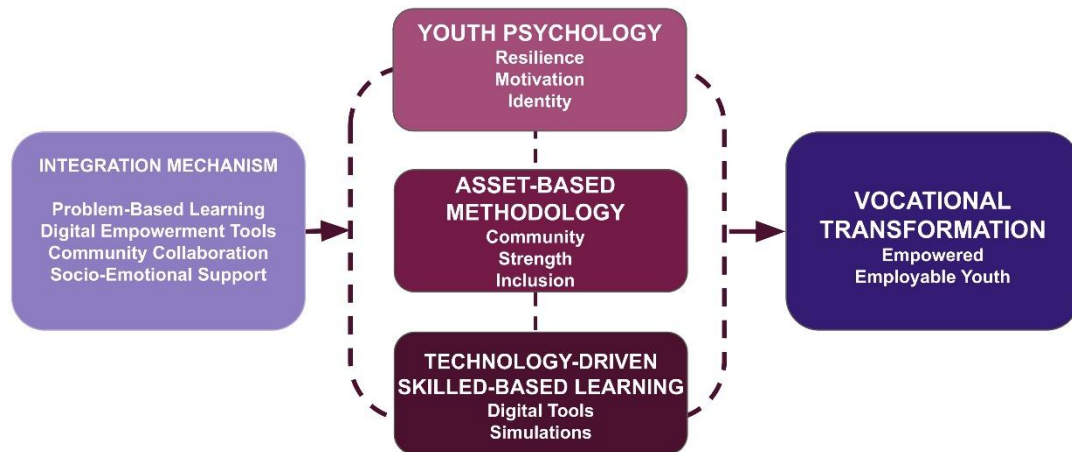 INTEGRATION MECHANISM
Problem-Based Learning
Digital Empowerment Tools
Community Collaboration
Socio-Emotional Support
YOUTH PSYCHOLOGY
Resilience
Motivation
Identity
ASSET-BASED
METHODOLOGY
Community
Strength
Inclusion
TECHNOLOGY-DRIVEN
SKILLED-BASED LEARNING
Digital Tools
Simulations
VOCATIONAL
TRANSFORMATION
Empowered
Employable Youth